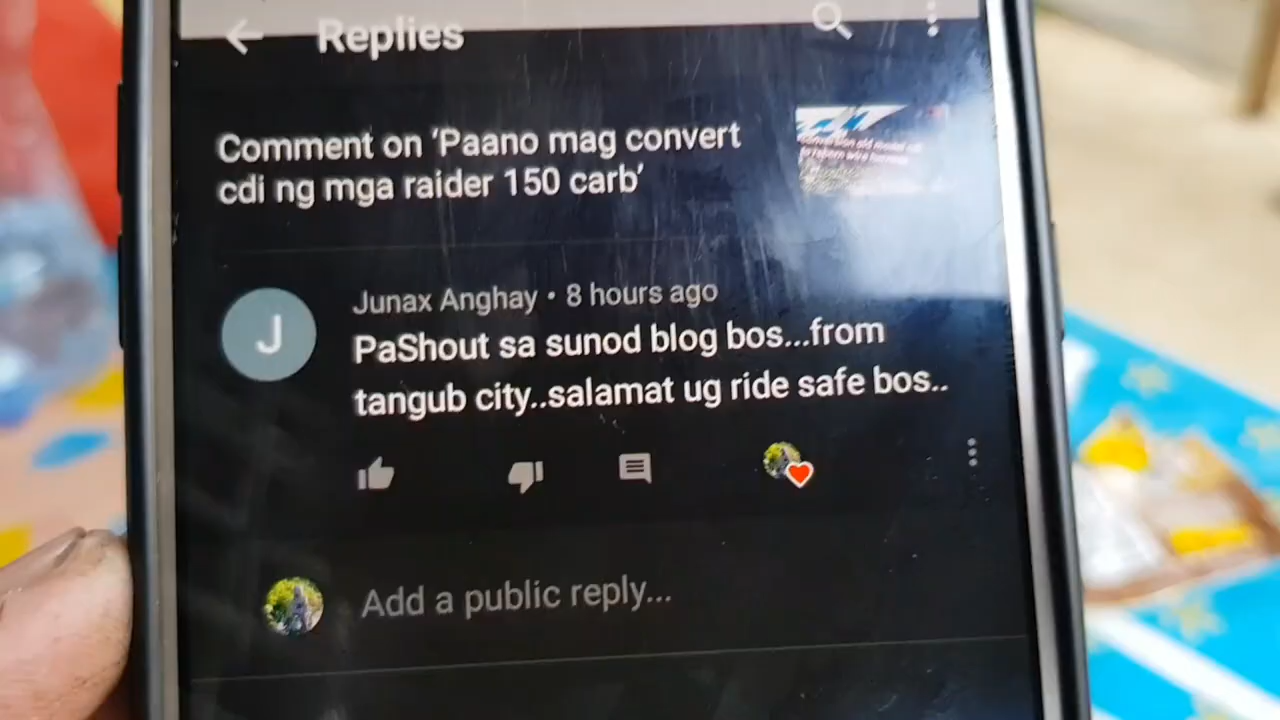 Replies
Comment on 'Paano mag convert
cdi ng mga raider 150 carb'
J
Junax Anghay • 8 hours ago
PaShout sa sunod blog bos...from
tangub city..salamat ug ride safe bos..
Add a public reply...